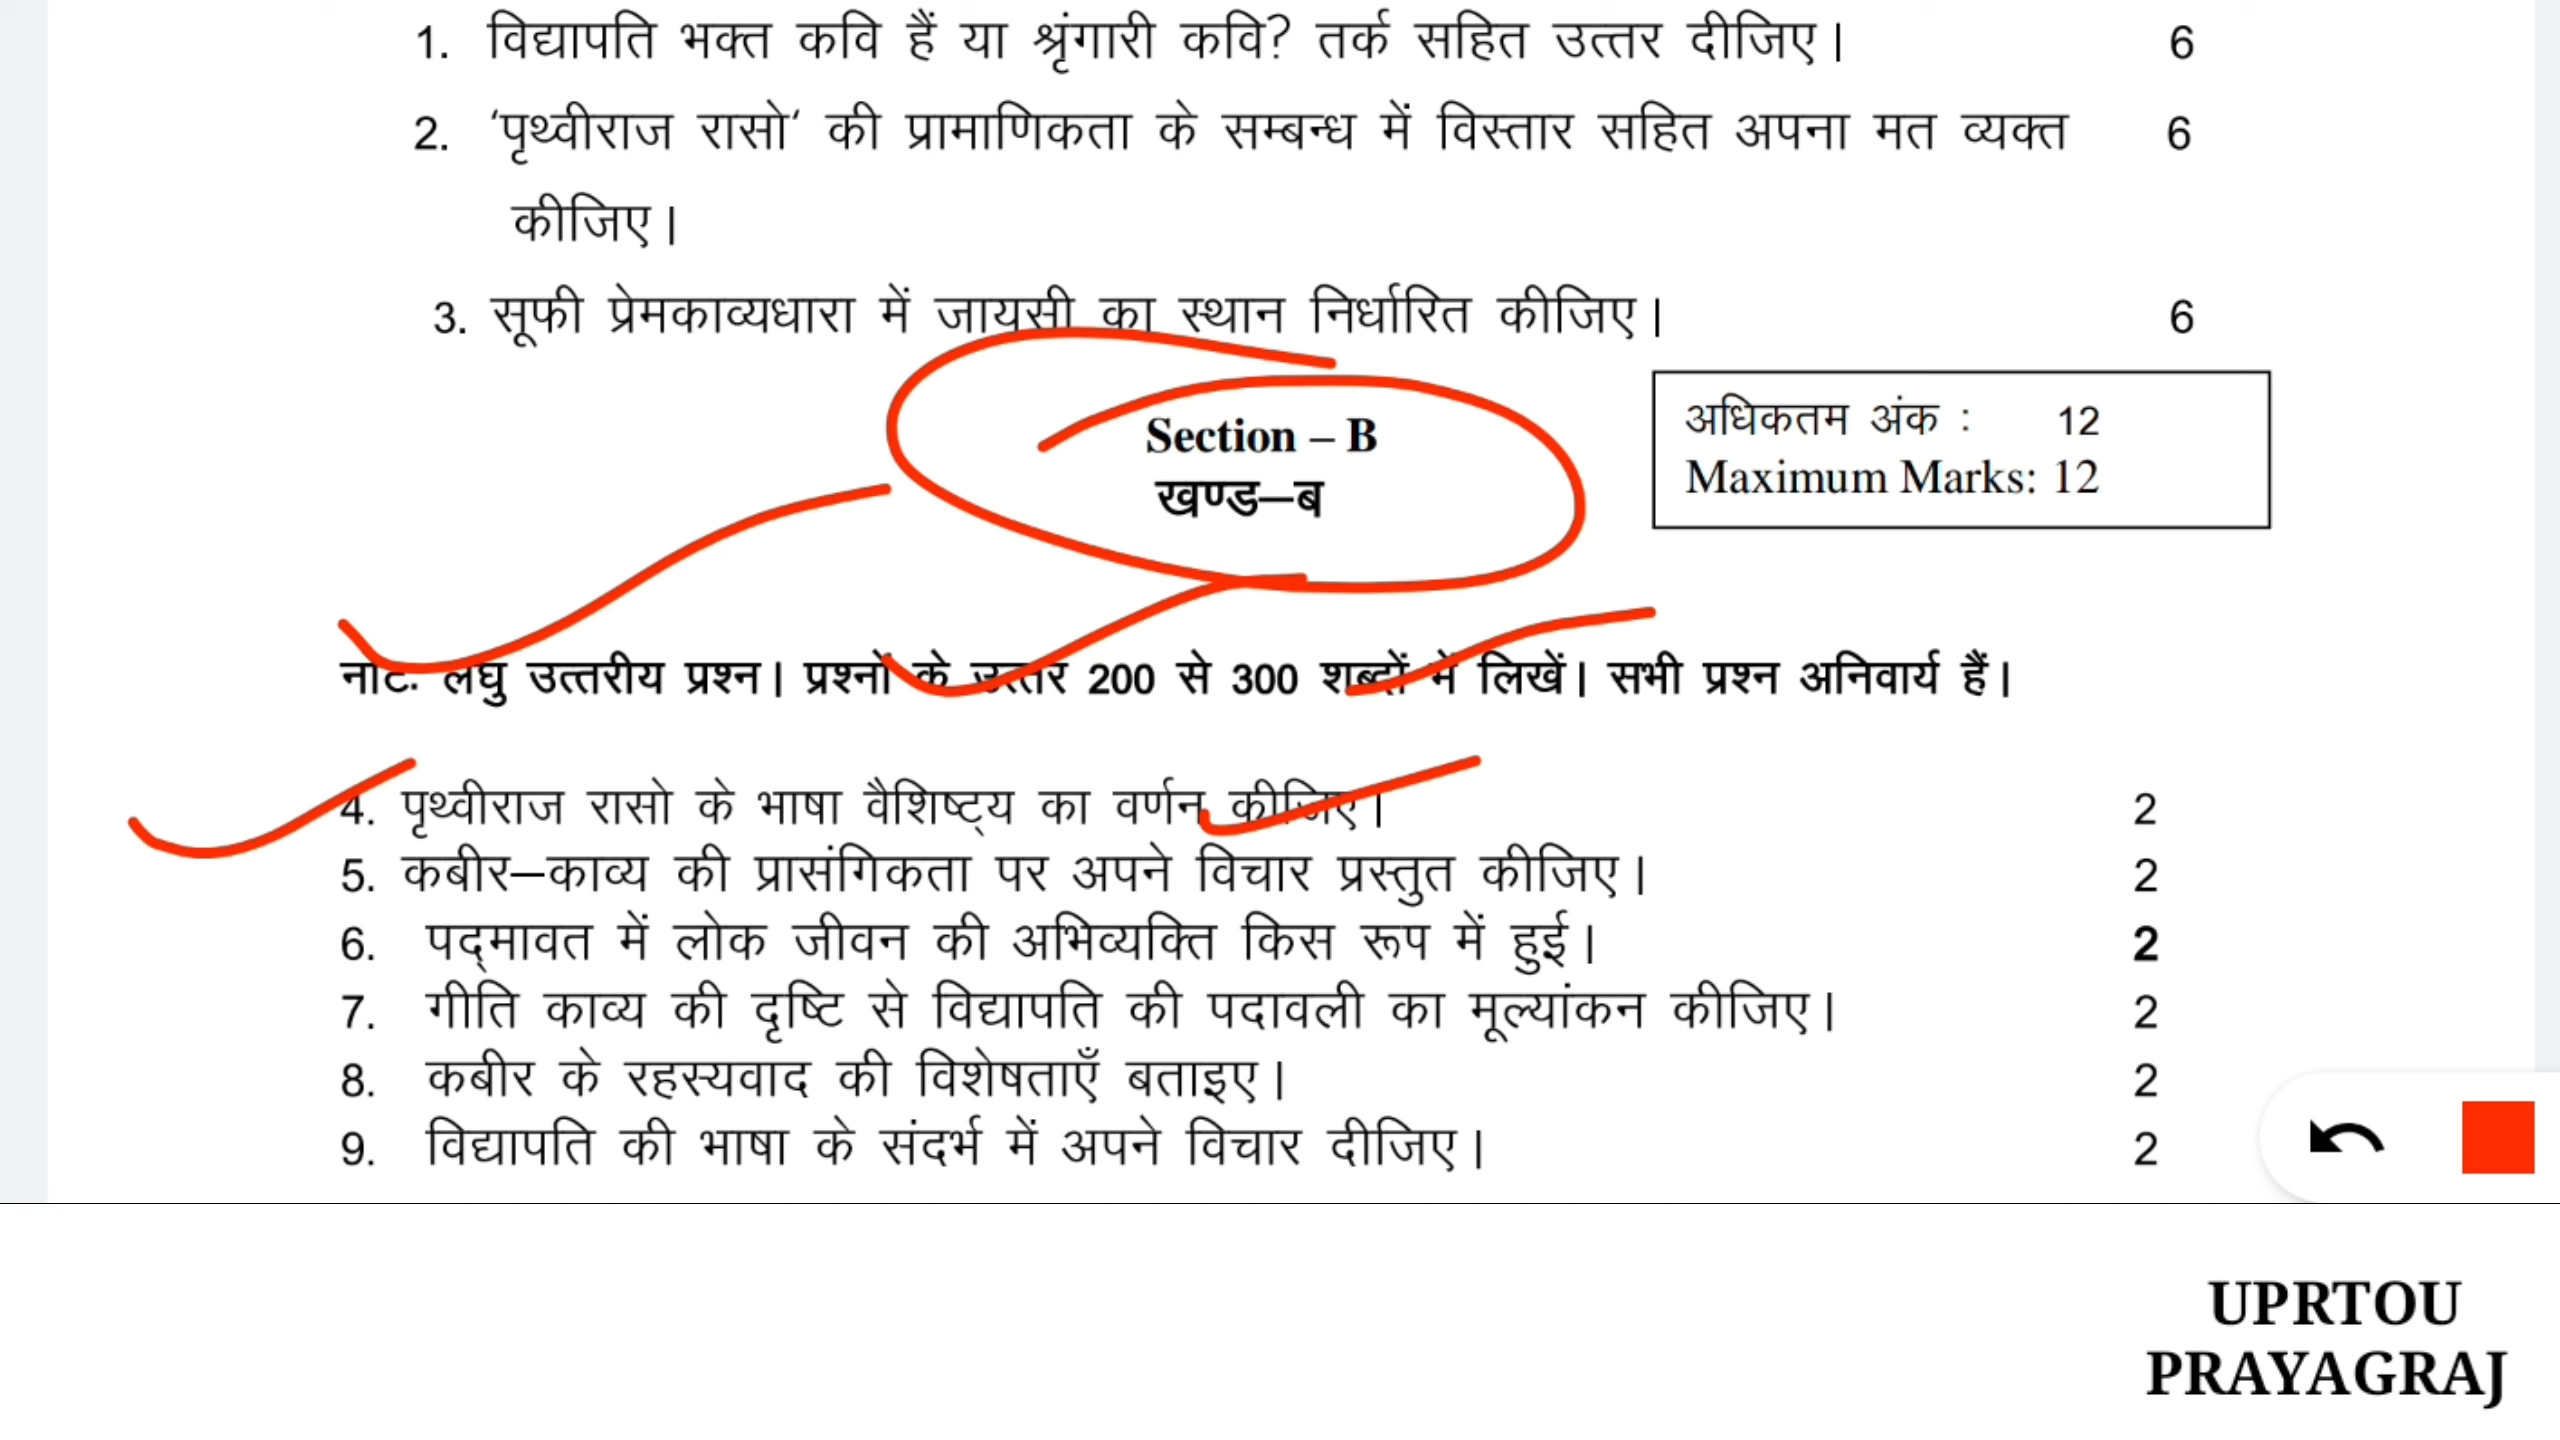 1. विद्यापति भक्त कवि हैं या श्रृंगारी कवि? तर्क सहित उत्तर दीजिए। 6
2. 'पृथ्वीराज रासो' की प्रामाणिकता के सम्बन्ध में विस्तार सहित अपना मत व्यक्त 6
कीजिए।
3. सूफी प्रेमकाव्यधारा में जायसी का स्थान निर्धारित कीजिए। 6
Section – B
खण्ड–ब
अधिकतम अंक : 12
Maximum Marks: 12
नोटः लघु उत्तरीय प्रश्न। प्रश्नों के उत्तर 200 से 300 शब्दों में लिखें। सभी प्रश्न अनिवार्य हैं।
4. पृथ्वीराज रासो के भाषा वैशिष्ट्य का वर्णन कीजिए। 2
5. कबीर–काव्य की प्रासंगिकता पर अपने विचार प्रस्तुत कीजिए। 2
6. पद्मावत में लोक जीवन की अभिव्यक्ति किस रूप में हुई। 2
7. गीति काव्य की दृष्टि से विद्यापति की पदावली का मूल्यांकन कीजिए। 2
8. कबीर के रहस्यवाद की विशेषताएँ बताइए। 2
9. विद्यापति की भाषा के संदर्भ में अपने विचार दीजिए। 2
UPRTOU
PRAYAGRAJ